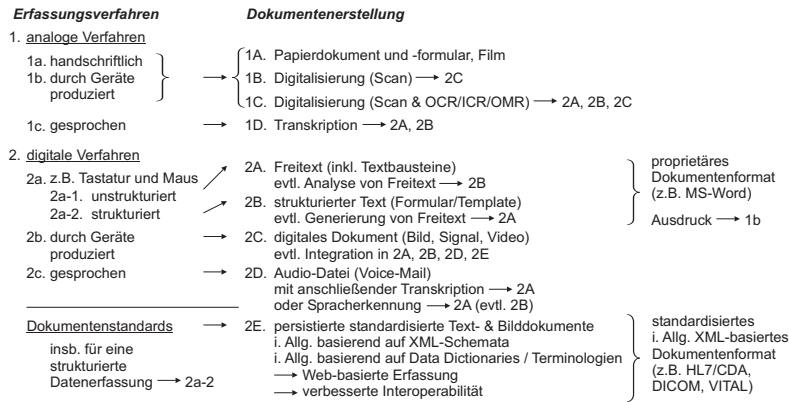 Erfassungsverfahren Dokumentenerstellung
1. analoge Verfahren
1a. handschriftlich
1b. durch Geräte
produziert
1A. Papierdokument und -formular, Film
1B. Digitalisierung (Scan) → 2C
1C. Digitalisierung (Scan & OCR/ICR/OMR) → 2A, 2B, 2C
1c. gesprochen → 1D. Transkription → 2A, 2B
2. digitale Verfahren
2a. z.B. Tastatur und Maus
2a-1. unstrukturiert
2a-2. strukturiert
2A. Freitext (inkl. Textbausteine)
evtl. Analyse von Freitext → 2B
2B. strukturierter Text (Formular/Template)
evtl. Generierung von Freitext → 2A
proprietäres
Dokumentenformat
(z.B. MS-Word)
Ausdruck → 1b
2b. durch Geräte
produziert
→ 2C. digitales Dokument (Bild, Signal, Video)
evtl. Integration in 2A, 2B, 2D, 2E
2c. gesprochen → 2D. Audio-Datei (Voice-Mail)
mit anschließender Transkription → 2A
oder Spracherkennung → 2A (evtl. 2B)
Dokumentenstandards
insb. für eine
strukturierte
Datenerfassung → 2a-2
→ 2E. persistierte standardisierte Text- & Bilddokumente
i. Allg. basierend auf XML-Schemata
i. Allg. basierend auf Data Dictionaries / Terminologien
→ Web-basierte Erfassung
→ verbesserte Interoperabilität
standardisiertes
i. Allg. XML-basiertes
Dokumentenformat
(z.B. HL7/CDA,
DICOM, VITAL)